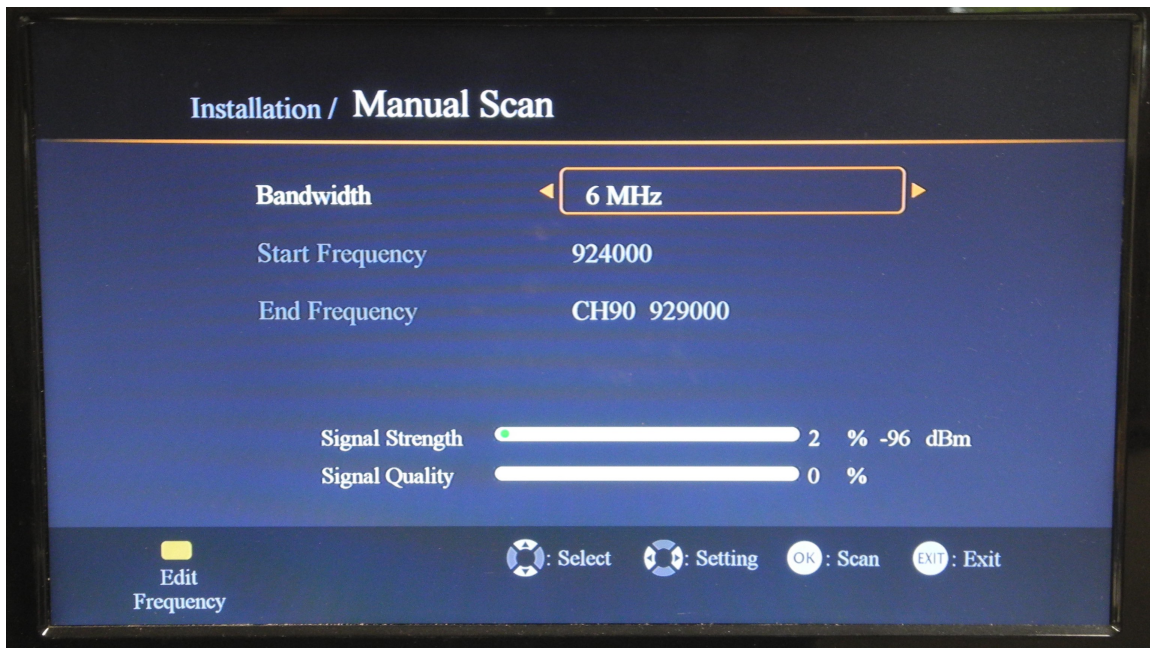 Installation / Manual Scan
Bandwidth 6 MHz
Start Frequency 924000
End Frequency CH90 929000
Signal Strength 2 % -96 dBm
Signal Quality 0 %
Edit Frequency : Select : Setting OK : Scan EXIT : Exit